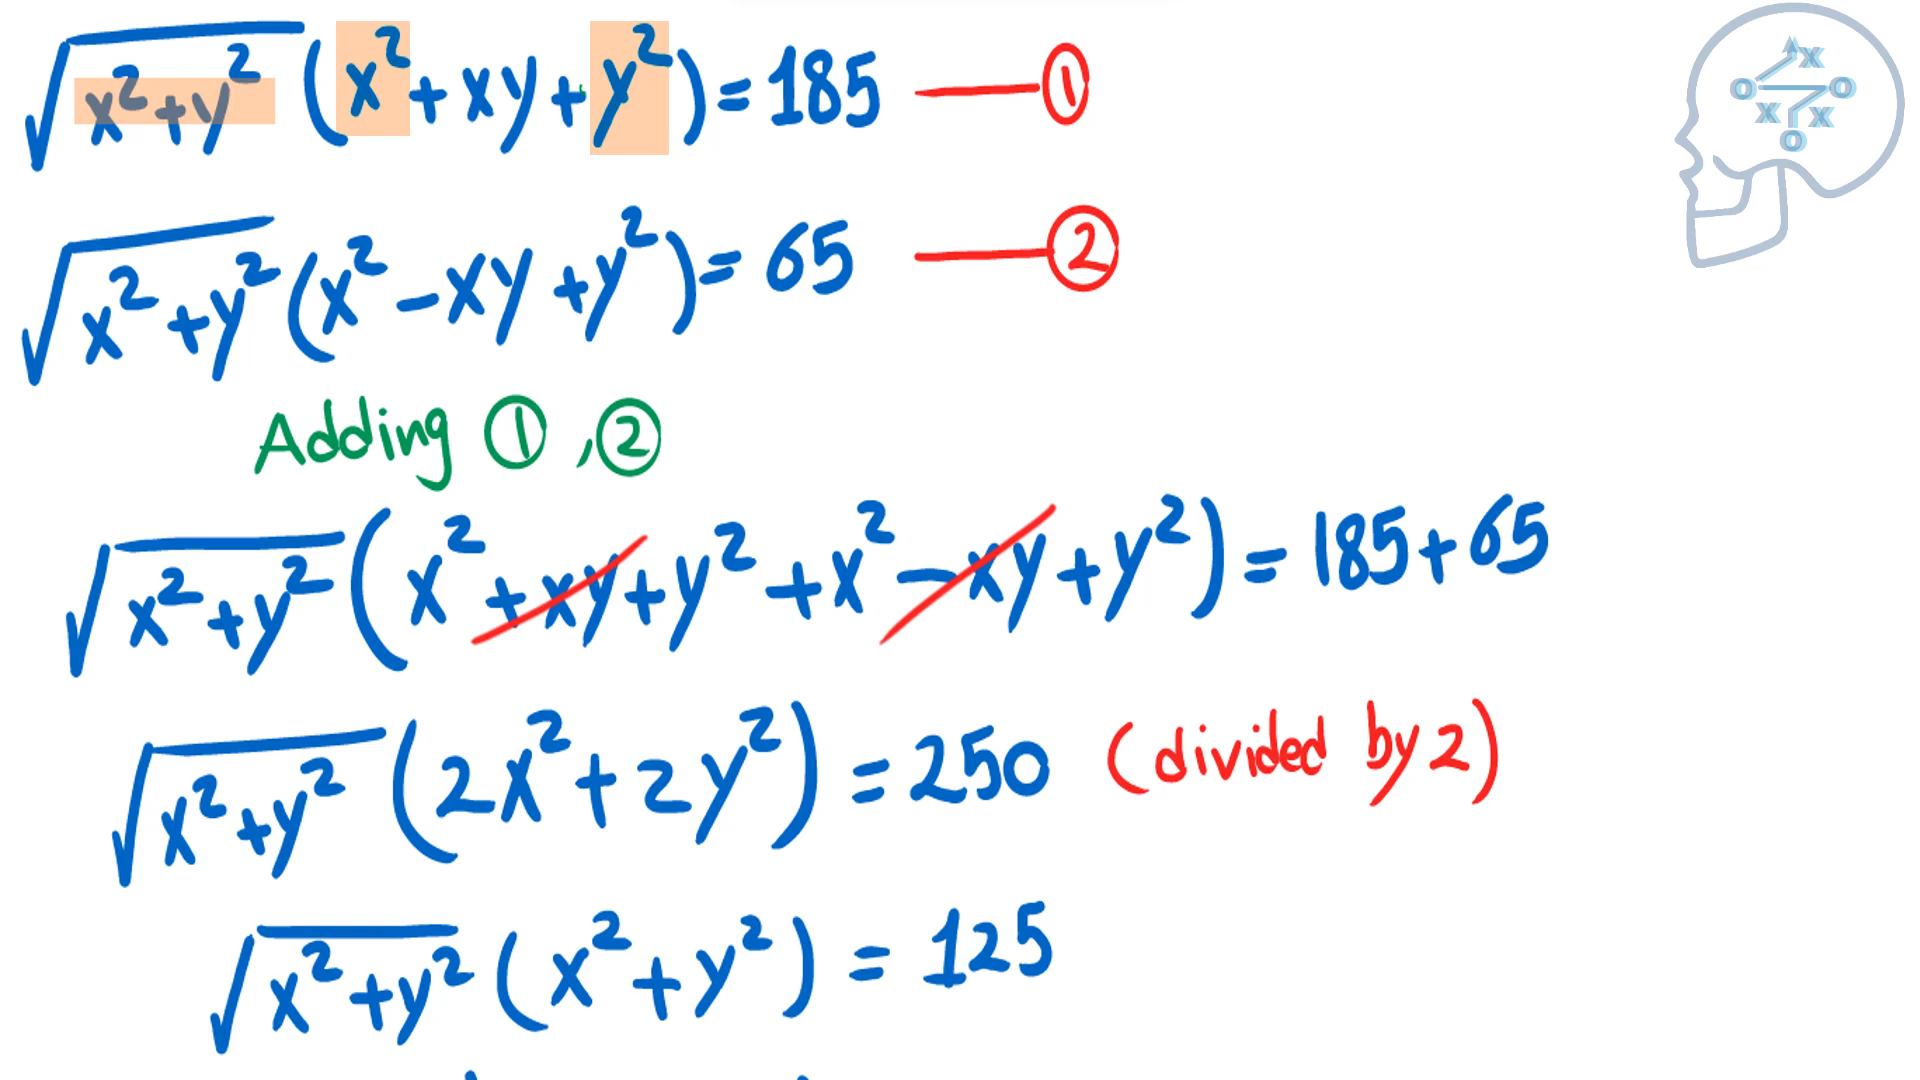 √(x²+y²) (x²+xy+y²) = 185 —— ①
√(x²+y²) (x²-xy+y²) = 65 —— ②
Adding ① , ②
√(x²+y²) (x²+xy+y²+x²-xy+y²) = 185+65
√(x²+y²) (2x²+2y²) = 250 (divided by 2)
√(x²+y²) (x²+y²) = 125